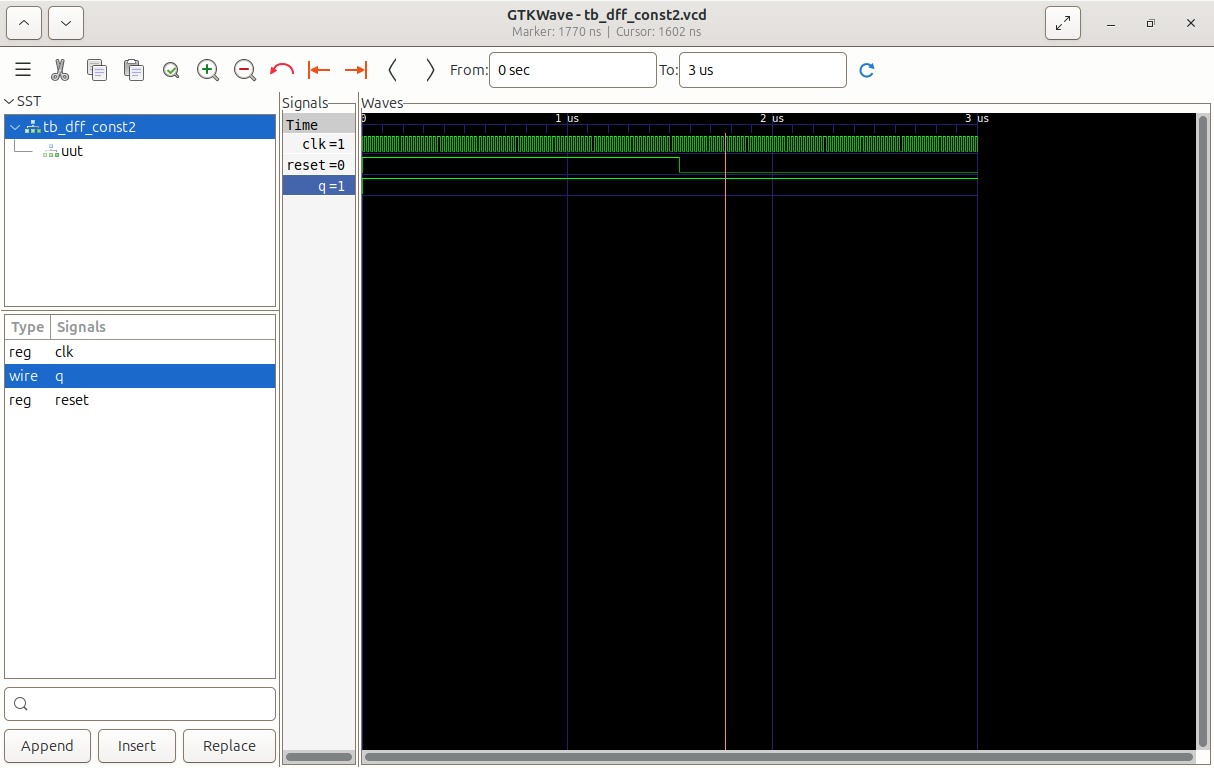 GTKWave - tb_dff_const2.vcd
Marker: 1770 ns | Cursor: 1602 ns
From: 0 sec To: 3 us
SST
tb_dff_const2
uut
Type Signals
reg clk
wire q
reg reset
Append Insert Replace
Signals
Time
clk =1
reset =0
q =1
Waves
0 1 us 2 us 3 us